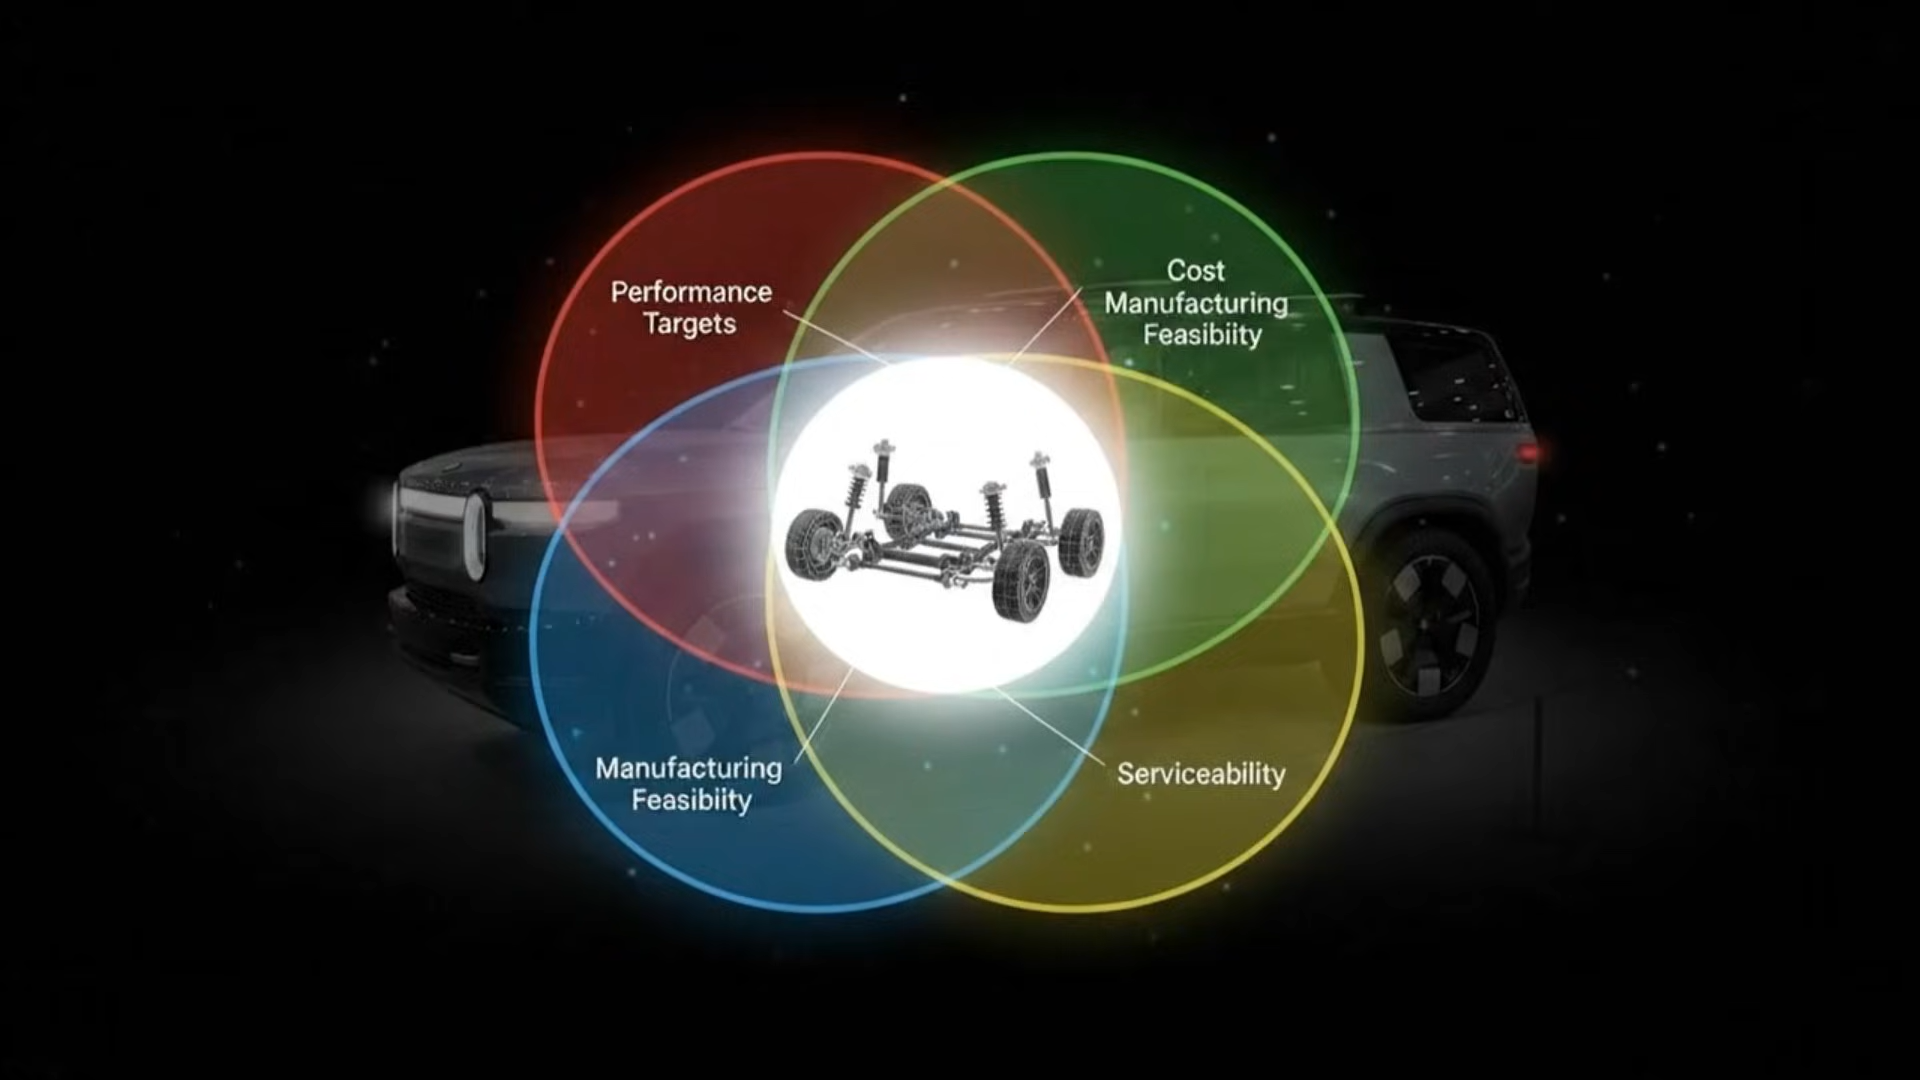 Performance
Targets
Cost
Manufacturing
Feasibiity
Manufacturing
Feasibiity
Serviceability